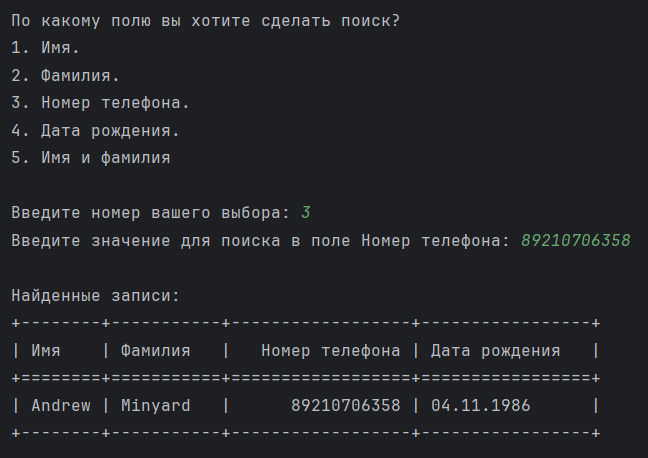 По какому полю вы хотите сделать поиск?
1. Имя.
2. Фамилия.
3. Номер телефона.
4. Дата рождения.
5. Имя и фамилия
Введите номер вашего выбора: 3
Введите значение для поиска в поле Номер телефона: 89210706358
Найденные записи:
+--------+-----------+------------------+-----------------+
| Имя    | Фамилия   |   Номер телефона | Дата рождения   |
+========+===========+==================+=================+
| Andrew | Minyard   |      89210706358 | 04.11.1986      |
+--------+-----------+------------------+-----------------+